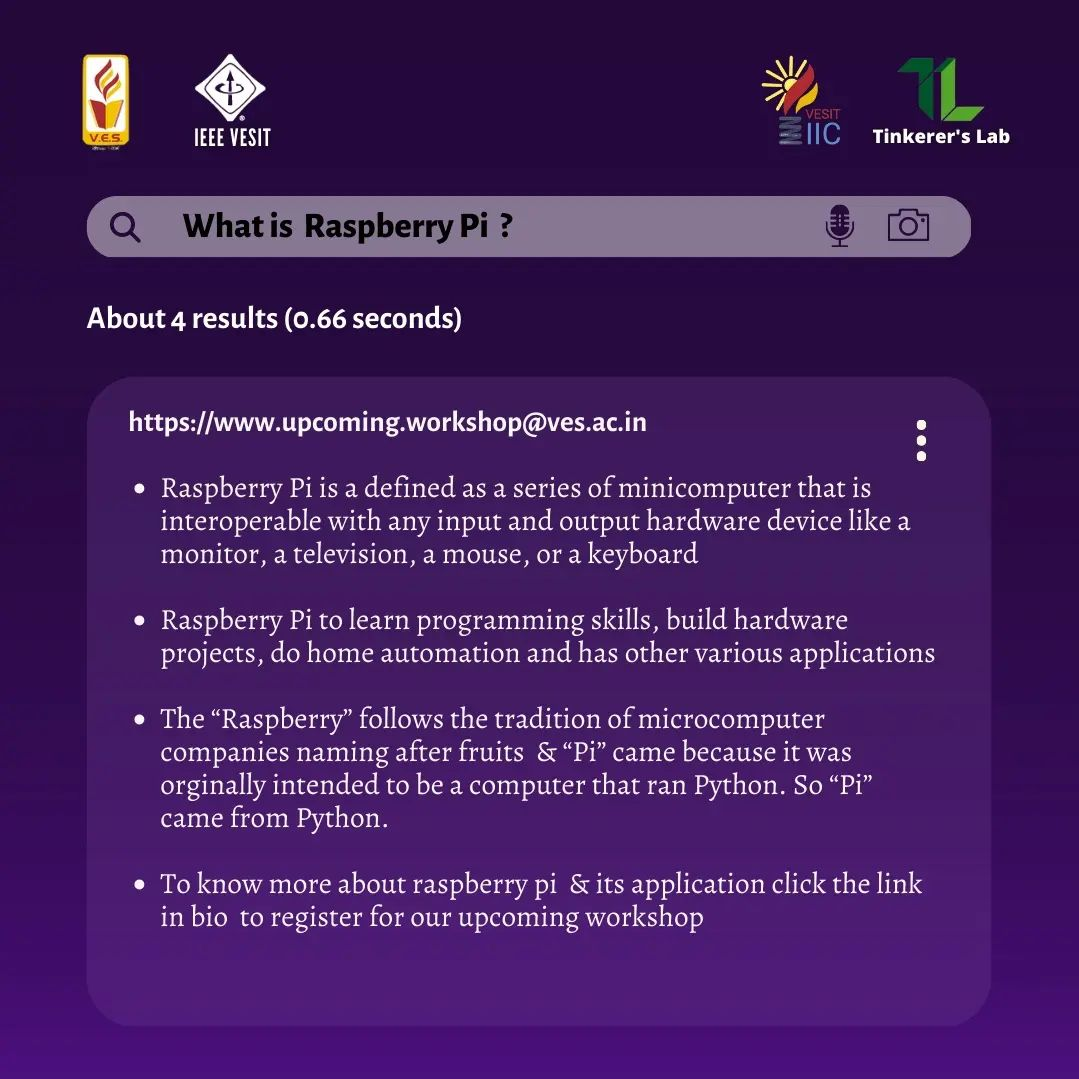 V.E.S.
IEEE VESIT
VESIT
IIC
Tinkerer's Lab
What is Raspberry Pi ?
About 4 results (0.66 seconds)
https://www.upcoming.workshop@ves.ac.in
• Raspberry Pi is a defined as a series of minicomputer that is
interoperable with any input and output hardware device like a
monitor, a television, a mouse, or a keyboard
• Raspberry Pi to learn programming skills, build hardware
projects, do home automation and has other various applications
• The “Raspberry” follows the tradition of microcomputer
companies naming after fruits & “Pi” came because it was
orginally intended to be a computer that ran Python. So “Pi”
came from Python.
• To know more about raspberry pi & its application click the link
in bio to register for our upcoming workshop